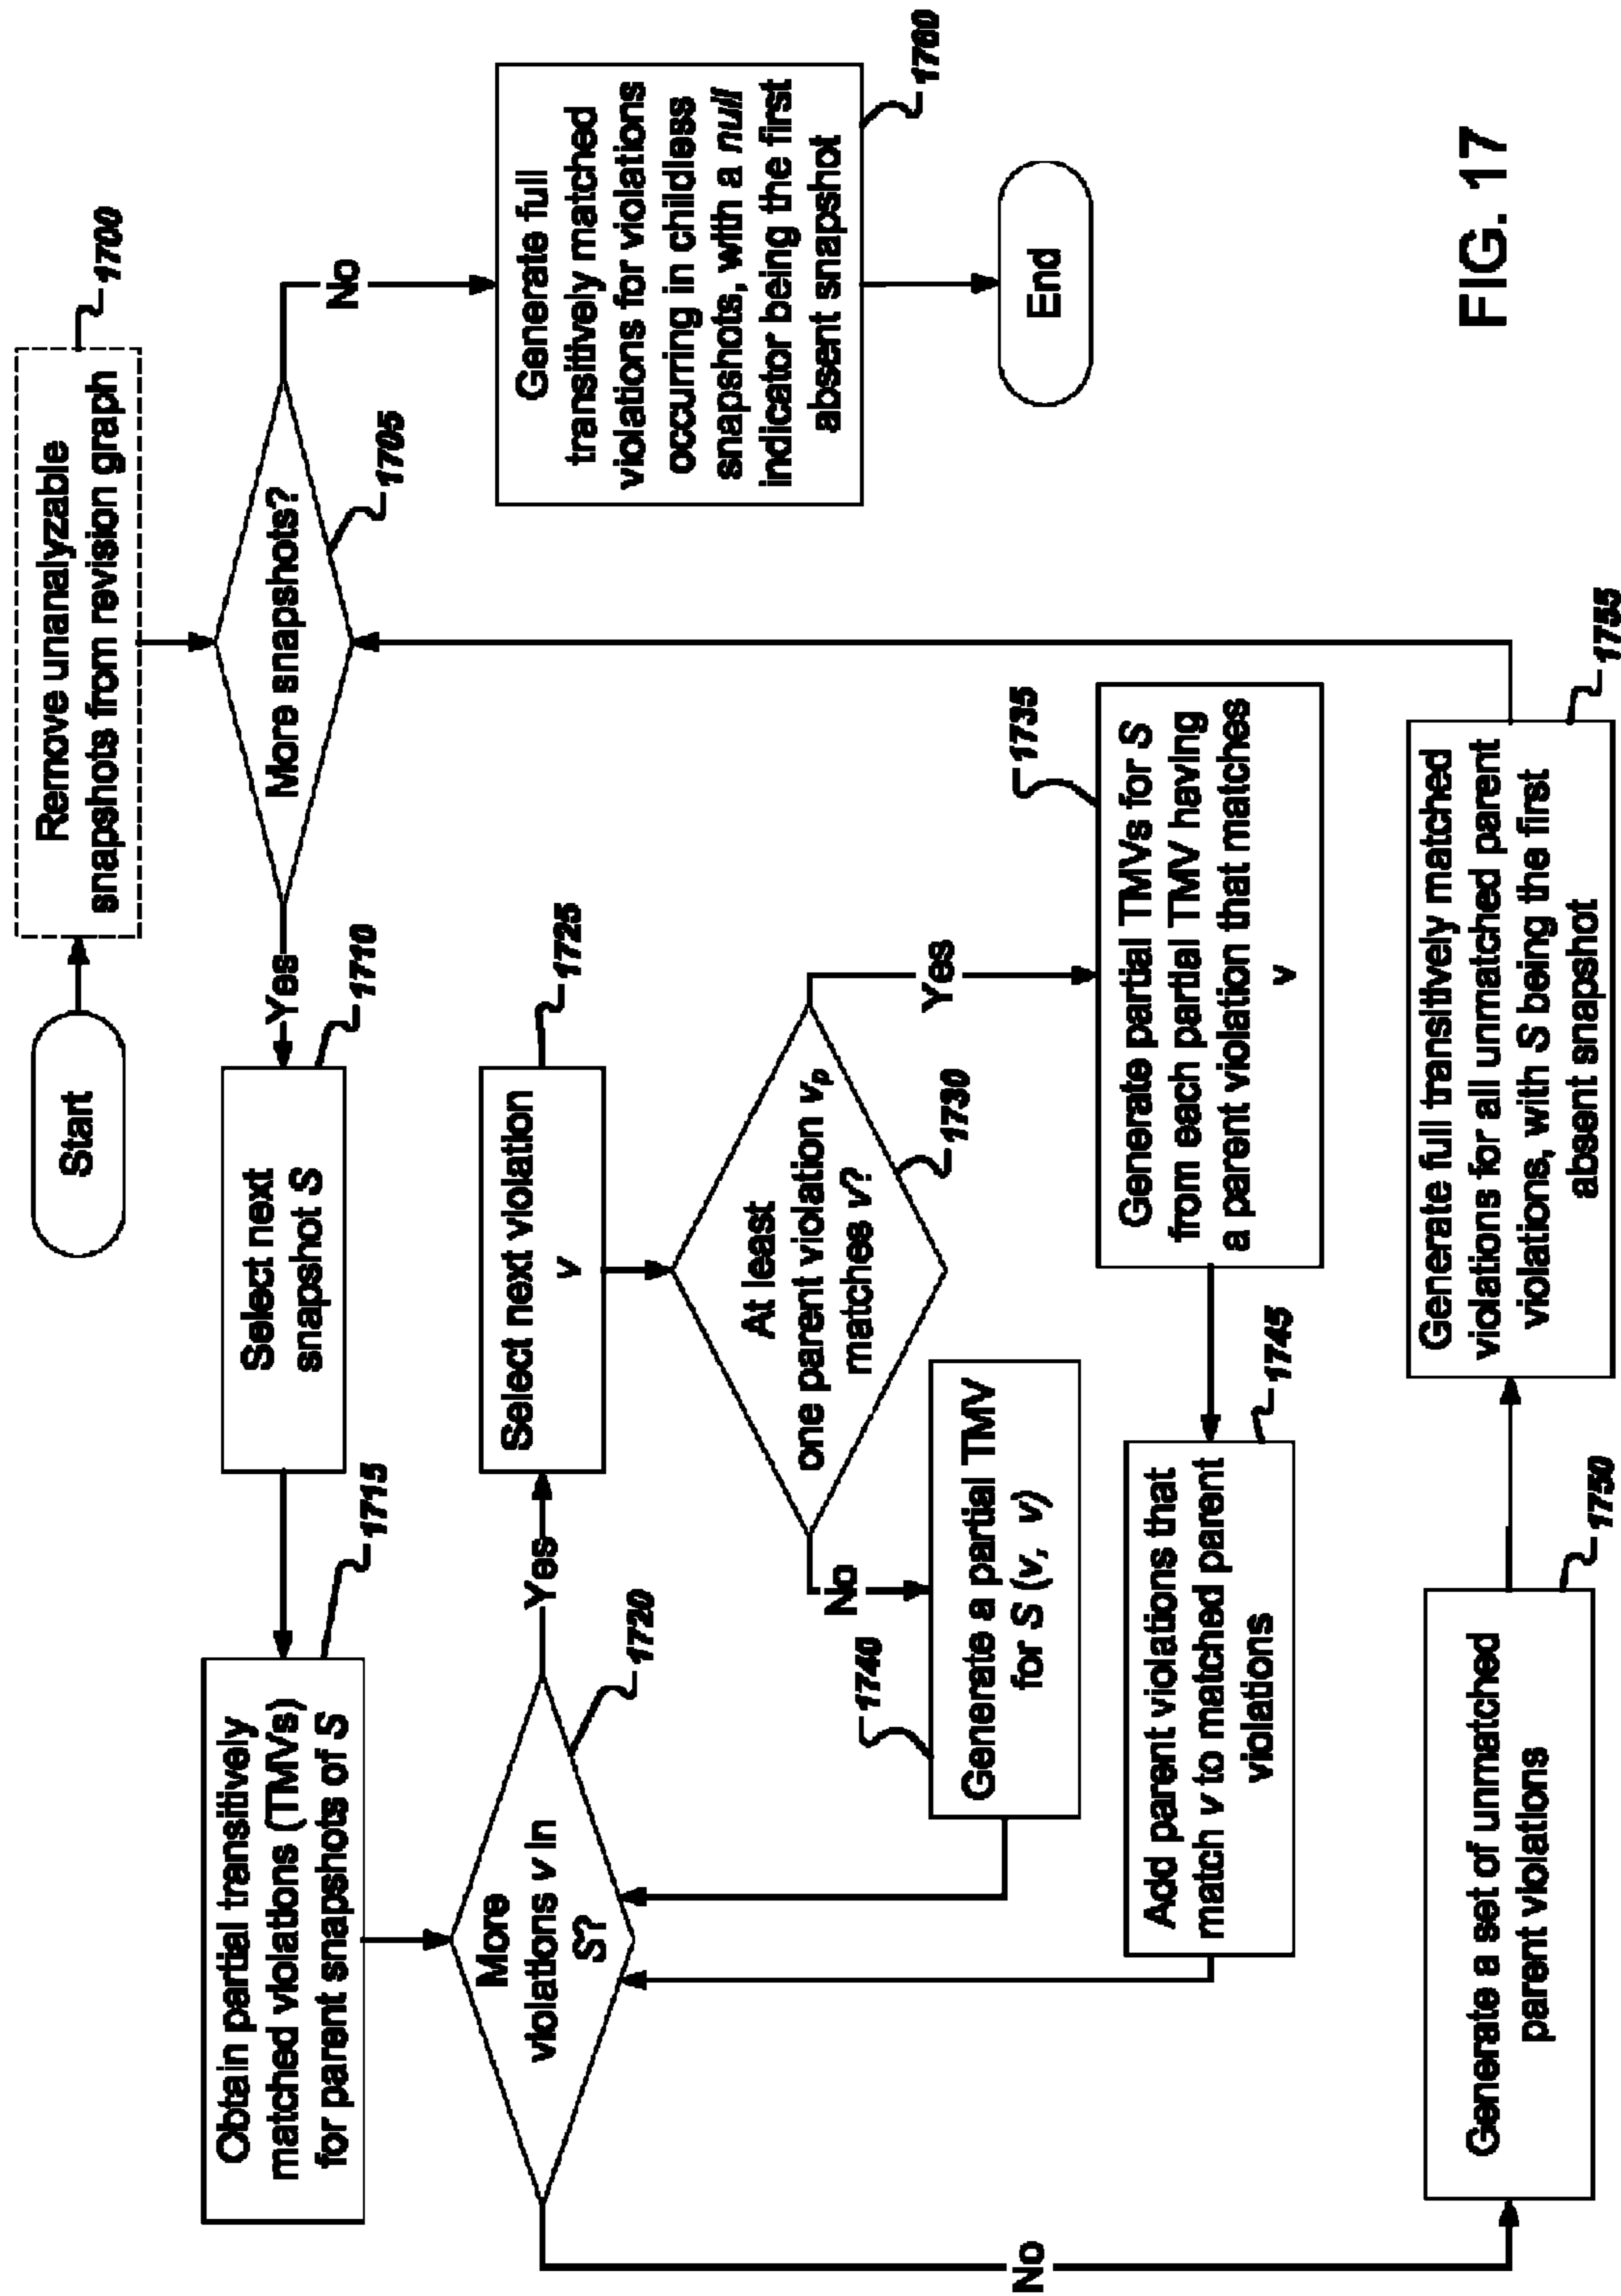 Start
Remove unanalyzable
snapshots from revision graph
1700
More snapshots?
1705
Yes
No
Select next
snapshot S
1710
Obtain partial transitively
matched violations (TMVs)
for parent snapshots of S
1715
More
violations v in
S?
1720
Yes
No
Select next violation
v
1725
At least
one parent violation vp
matches v?
1730
Yes
No
Generate partial TMVs for S
from each partial TMV having
a parent violation that matches
v
1735
Generate a partial TMV
for S (v, v)
1740
Add parent violations that
match v to matched parent
violations
1745
Generate a set of unmatched
parent violations
1750
Generate full transitively matched
violations for all unmatched parent
violations, with S being the first
absent snapshot
1755
Generate full
transitively matched
violations for violations
occurring in childless
snapshots, with a null
indicator being the first
absent snapshot
1760
End
FIG. 17